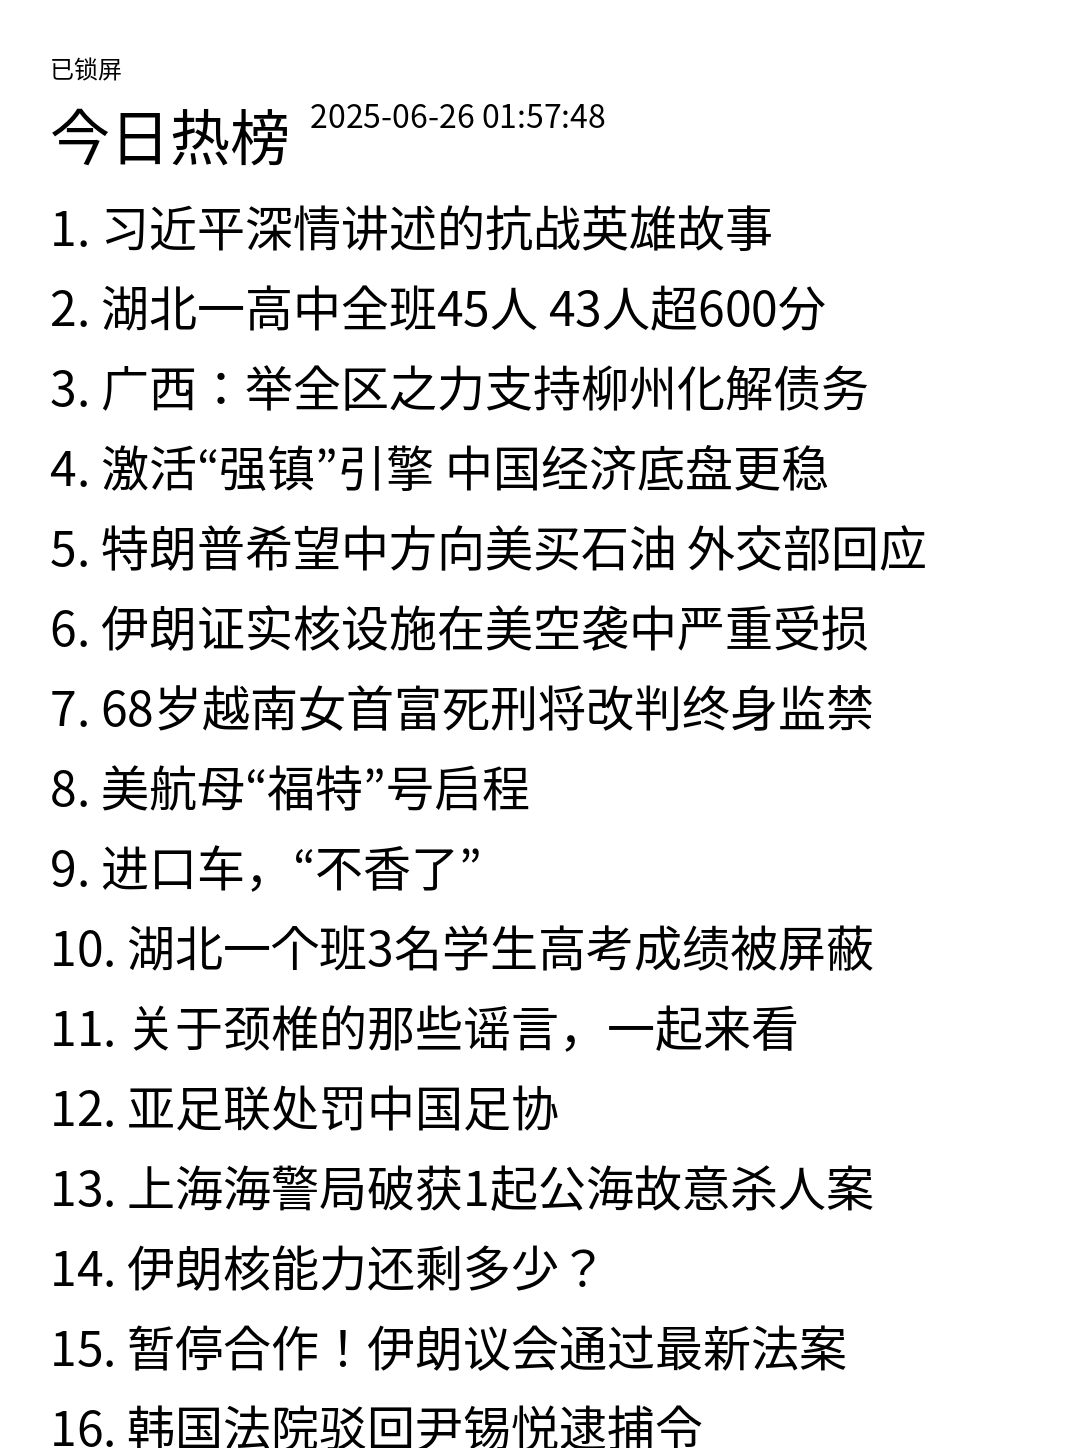 已锁屏
今日热榜 2025-06-26 01:57:48
1. 习近平深情讲述的抗战英雄故事
2. 湖北一高中全班45人 43人超600分
3. 广西：举全区之力支持柳州化解债务
4. 激活“强镇”引擎 中国经济底盘更稳
5. 特朗普希望中方向美买石油 外交部回应
6. 伊朗证实核设施在美空袭中严重受损
7. 68岁越南女首富死刑将改判终身监禁
8. 美航母“福特”号启程
9. 进口车，“不香了”
10. 湖北一个班3名学生高考成绩被屏蔽
11. 关于颈椎的那些谣言，一起来看
12. 亚足联处罚中国足协
13. 上海海警局破获1起公海故意杀人案
14. 伊朗核能力还剩多少？
15. 暂停合作！伊朗议会通过最新法案
16. 韩国法院驳回尹锡悦逮捕令